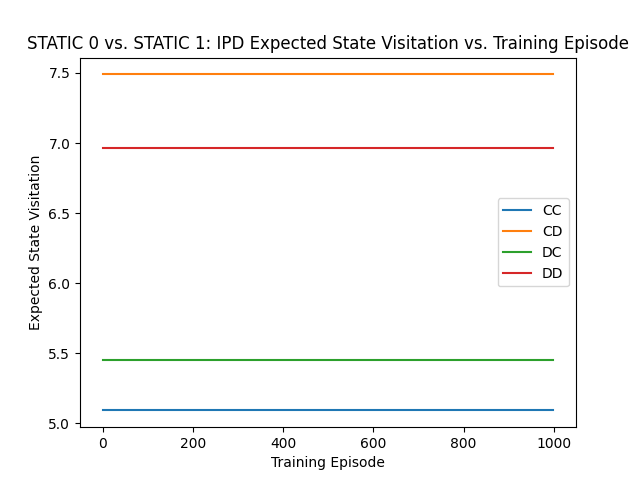 STATIC 0 vs. STATIC 1: IPD Expected State Visitation vs. Training Episode
7.5
7.0
6.5
6.0
5.5
5.0
Expected State Visitation
CC
CD
DC
DD
0
200
400
600
800
1000
Training Episode